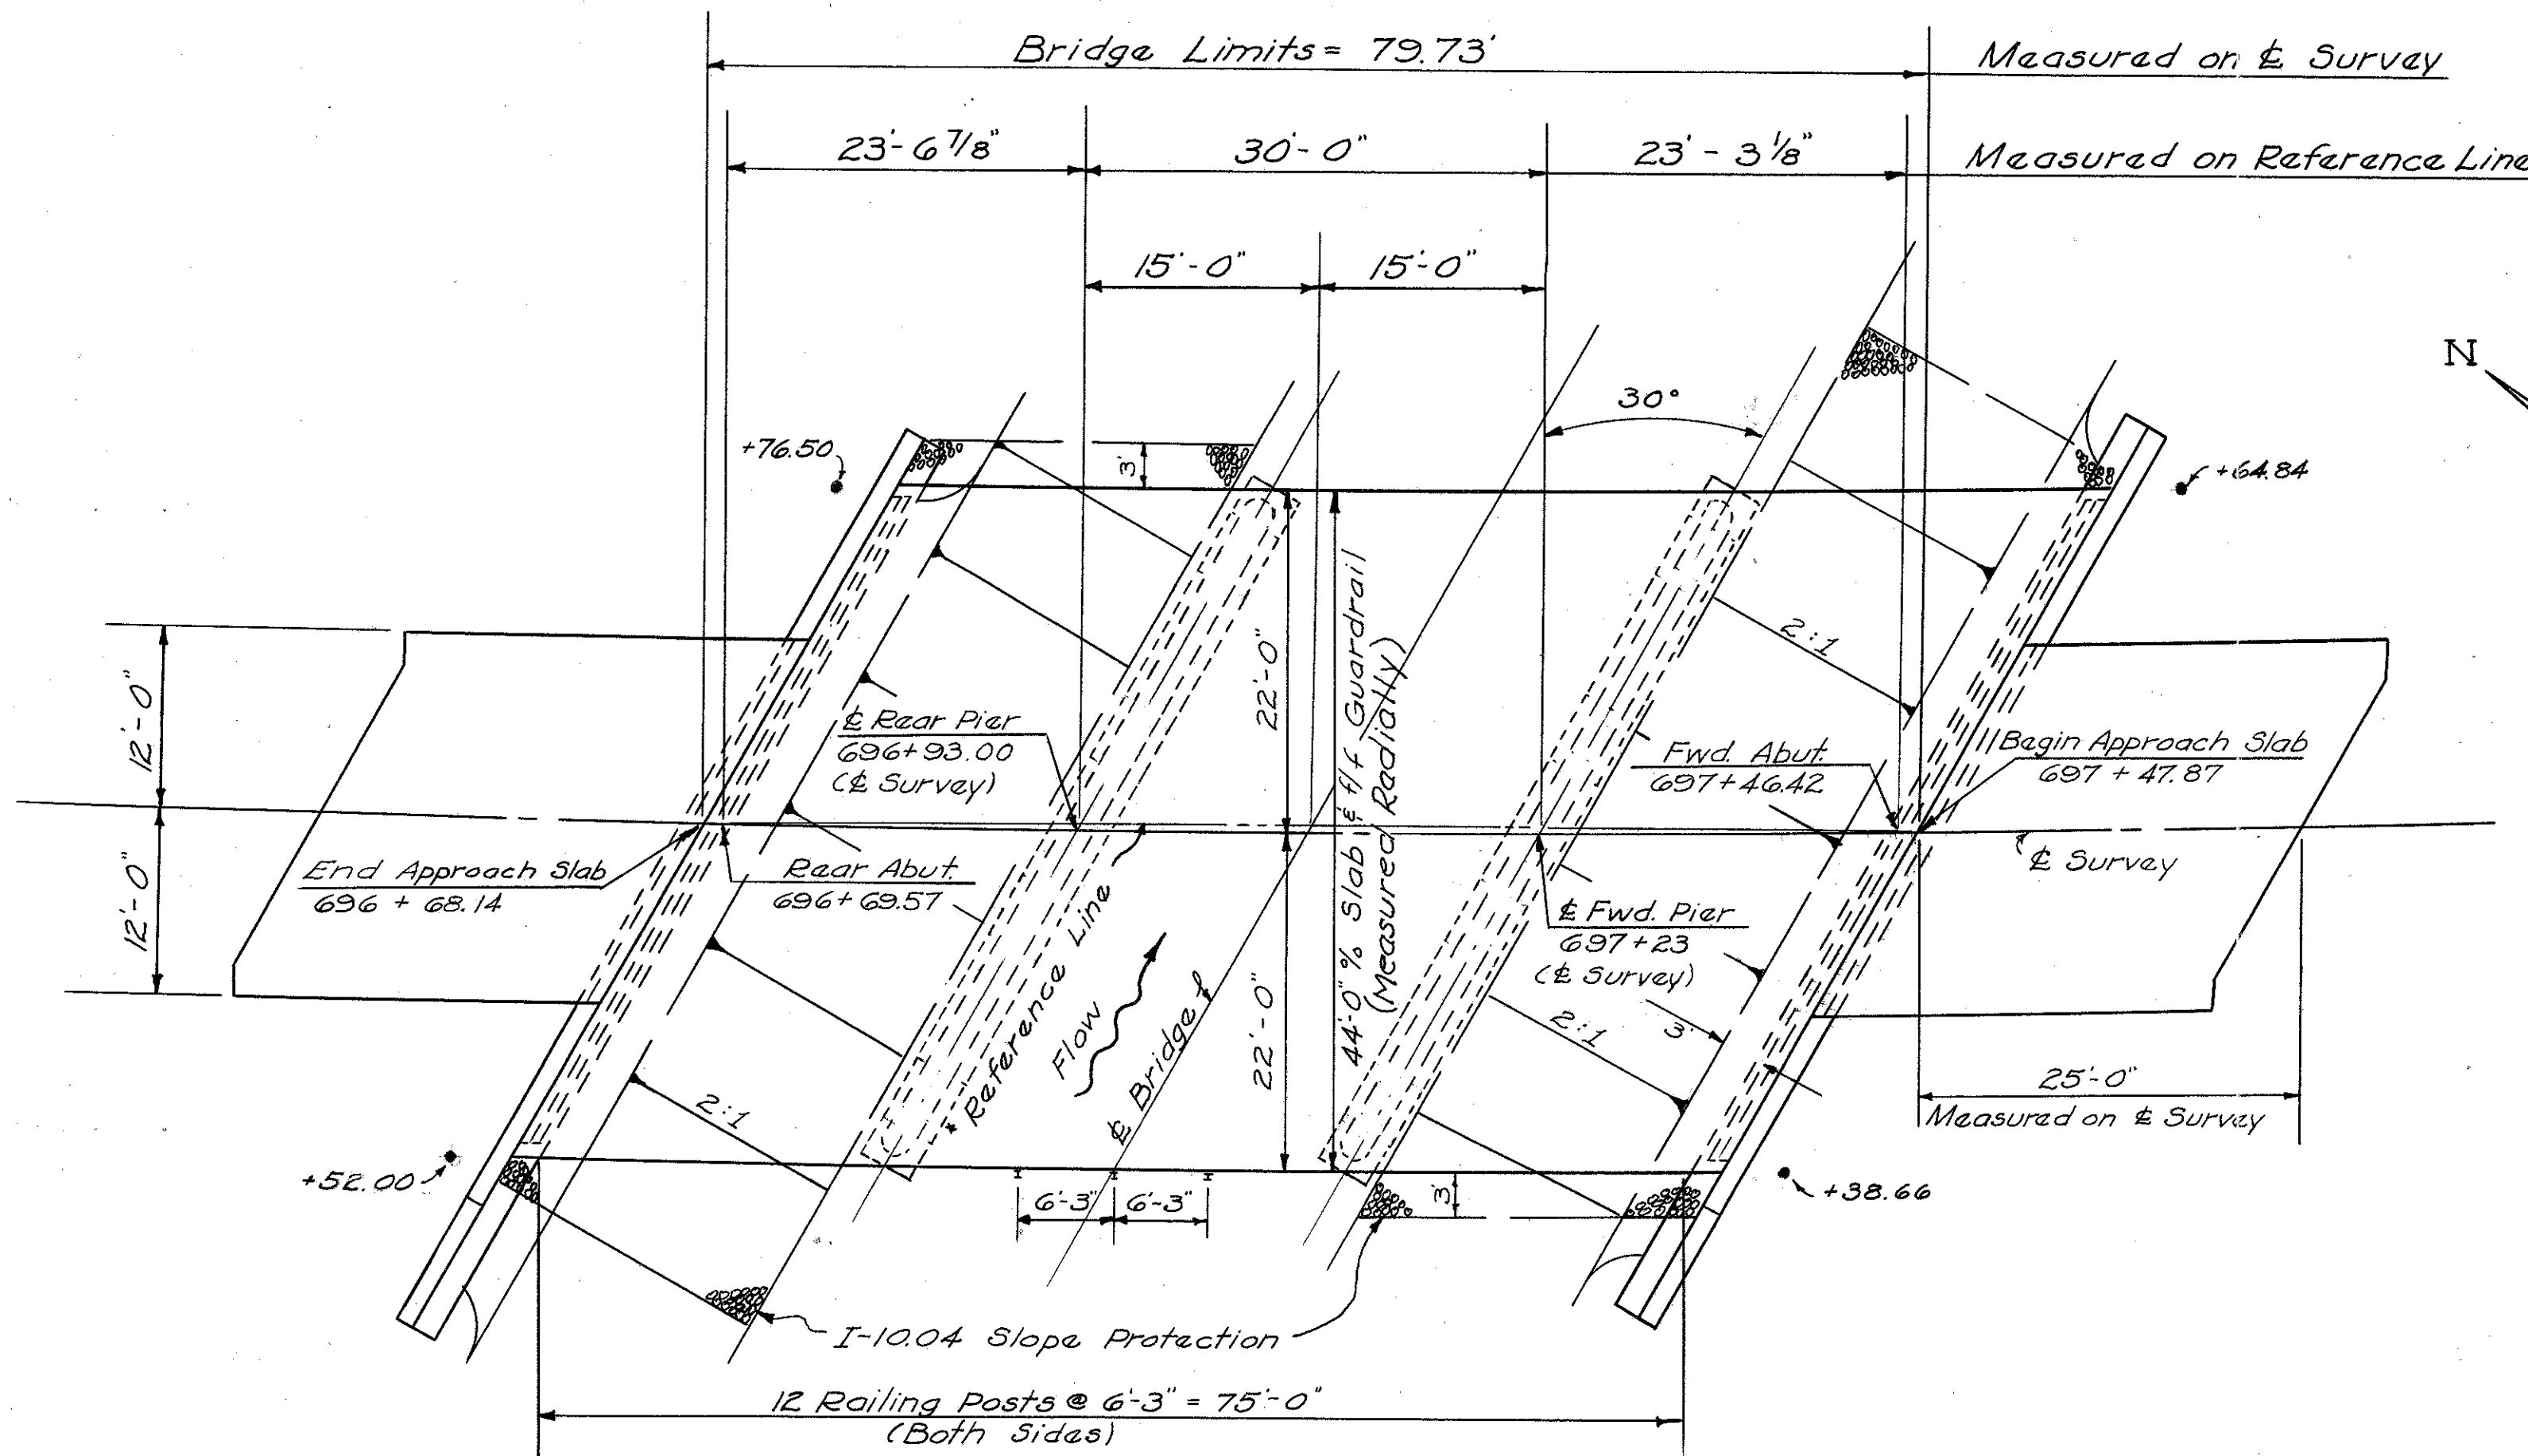 Bridge Limits = 79.73'
Measured on ℄ Survey
23'-6 7/8"
30'-0"
23'-3 1/8"
Measured on Reference Line
15'-0"
15'-0"
N
30°
+76.50
3'
+64.84
12'-0"
12'-0"
22'-0"
22'-0"
44'-0" % Slab & f/f Guardrail
(Measured Radially)
2:1
℄ Rear Pier
696+93.00
(℄ Survey)
Fwd. Abut.
697+46.42
Begin Approach Slab
697 + 47.87
End Approach Slab
696 + 68.14
Rear Abut.
696+69.57
℄ Survey
℄ Fwd. Pier
697+23
(℄ Survey)
* Reference Line
Flow
℄ Bridge
2:1
3'
2:1
25'-0"
Measured on ℄ Survey
+52.00
6'-3"
6'-3"
3'
+38.66
I-10.04 Slope Protection
12 Railing Posts @ 6'-3" = 75'-0"
(Both Sides)